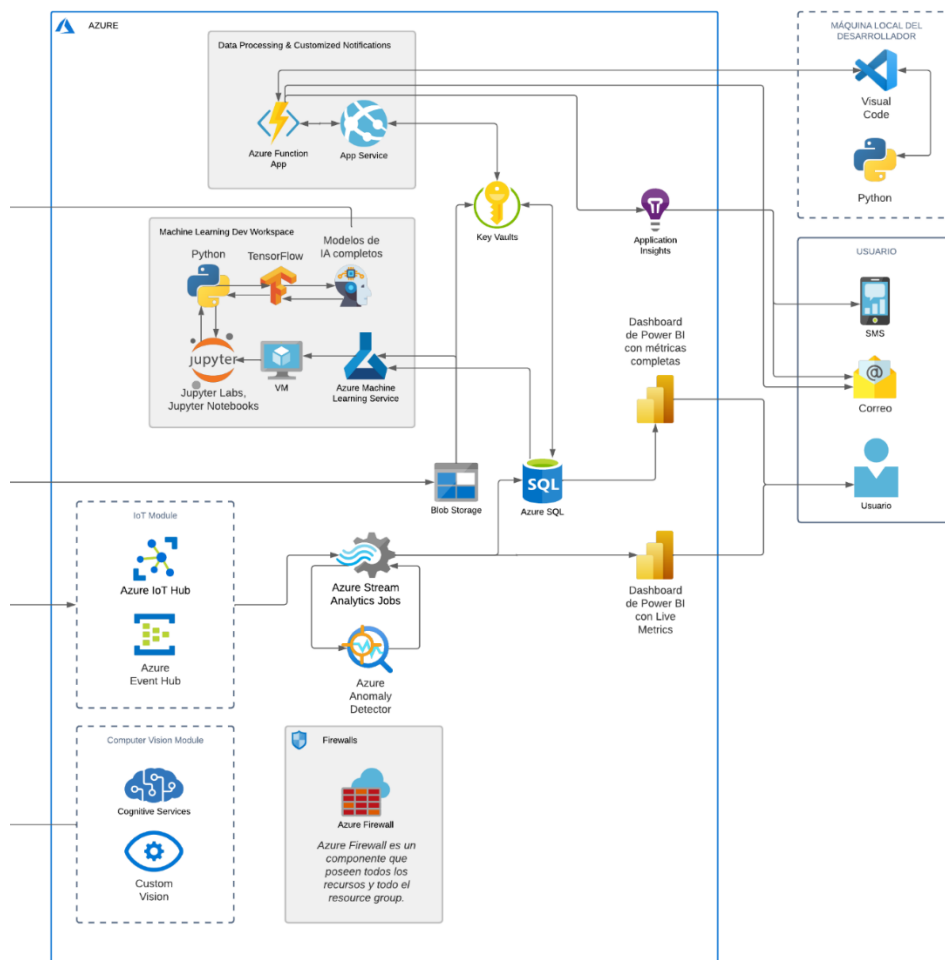 AZURE
Data Processing & Customized Notifications
Azure Function
App
App Service
Key Vaults
Application
Insights
MÁQUINA LOCAL DEL
DESARROLLADOR
Visual
Code
Python
Machine Learning Dev Workspace
Python
TensorFlow
Modelos de
IA completos
jupyter
Jupyter Labs,
Jupyter Notebooks
VM
Azure Machine
Learning Service
USUARIO
SMS
@
Correo
Usuario
Dashboard
de Power BI
con métricas
completas
Blob Storage
SQL
Azure SQL
IoT Module
Azure IoT Hub
Azure
Event Hub
Azure Stream
Analytics Jobs
Azure
Anomaly
Detector
Dashboard
de Power BI
con Live
Metrics
Computer Vision Module
Cognitive Services
Custom
Vision
Firewalls
Azure Firewall
Azure Firewall es un
componente que
poseen todos los
recursos y todo el
resource group.